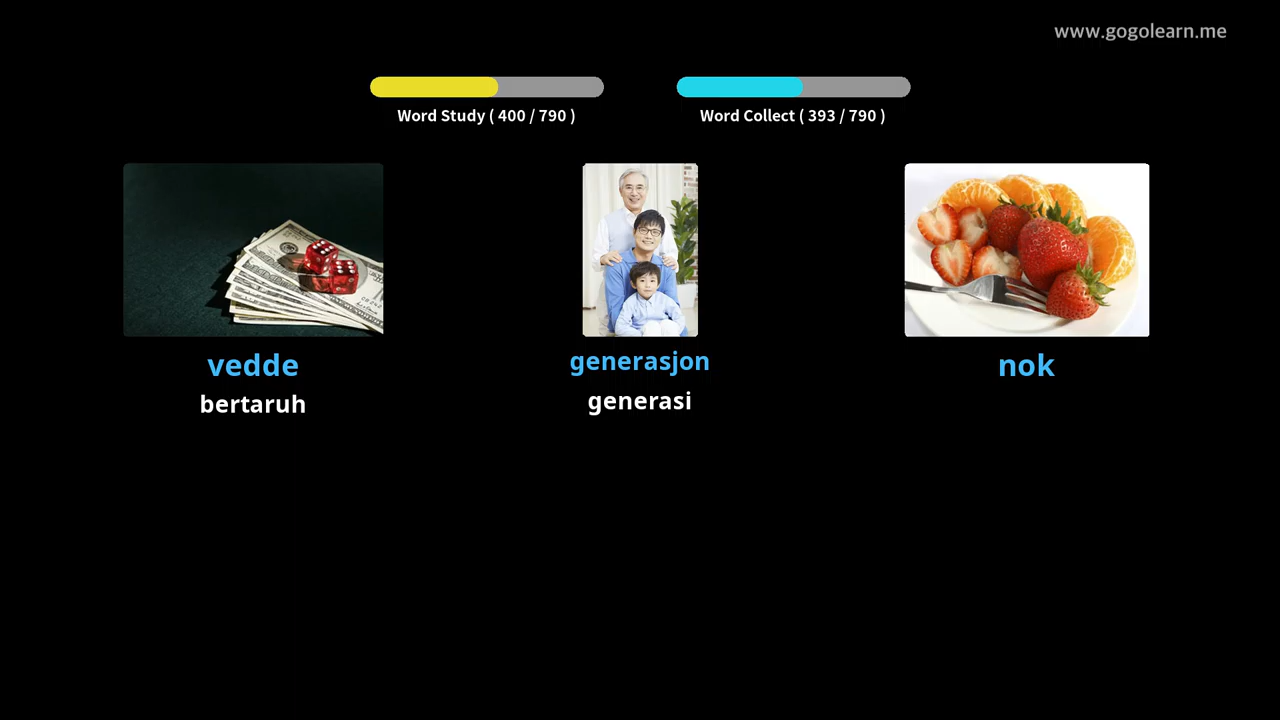 www.gogolearn.me
Word Study ( 400 / 790 )
Word Collect ( 393 / 790 )
vedde
bertaruh
generasjon
generasi
nok